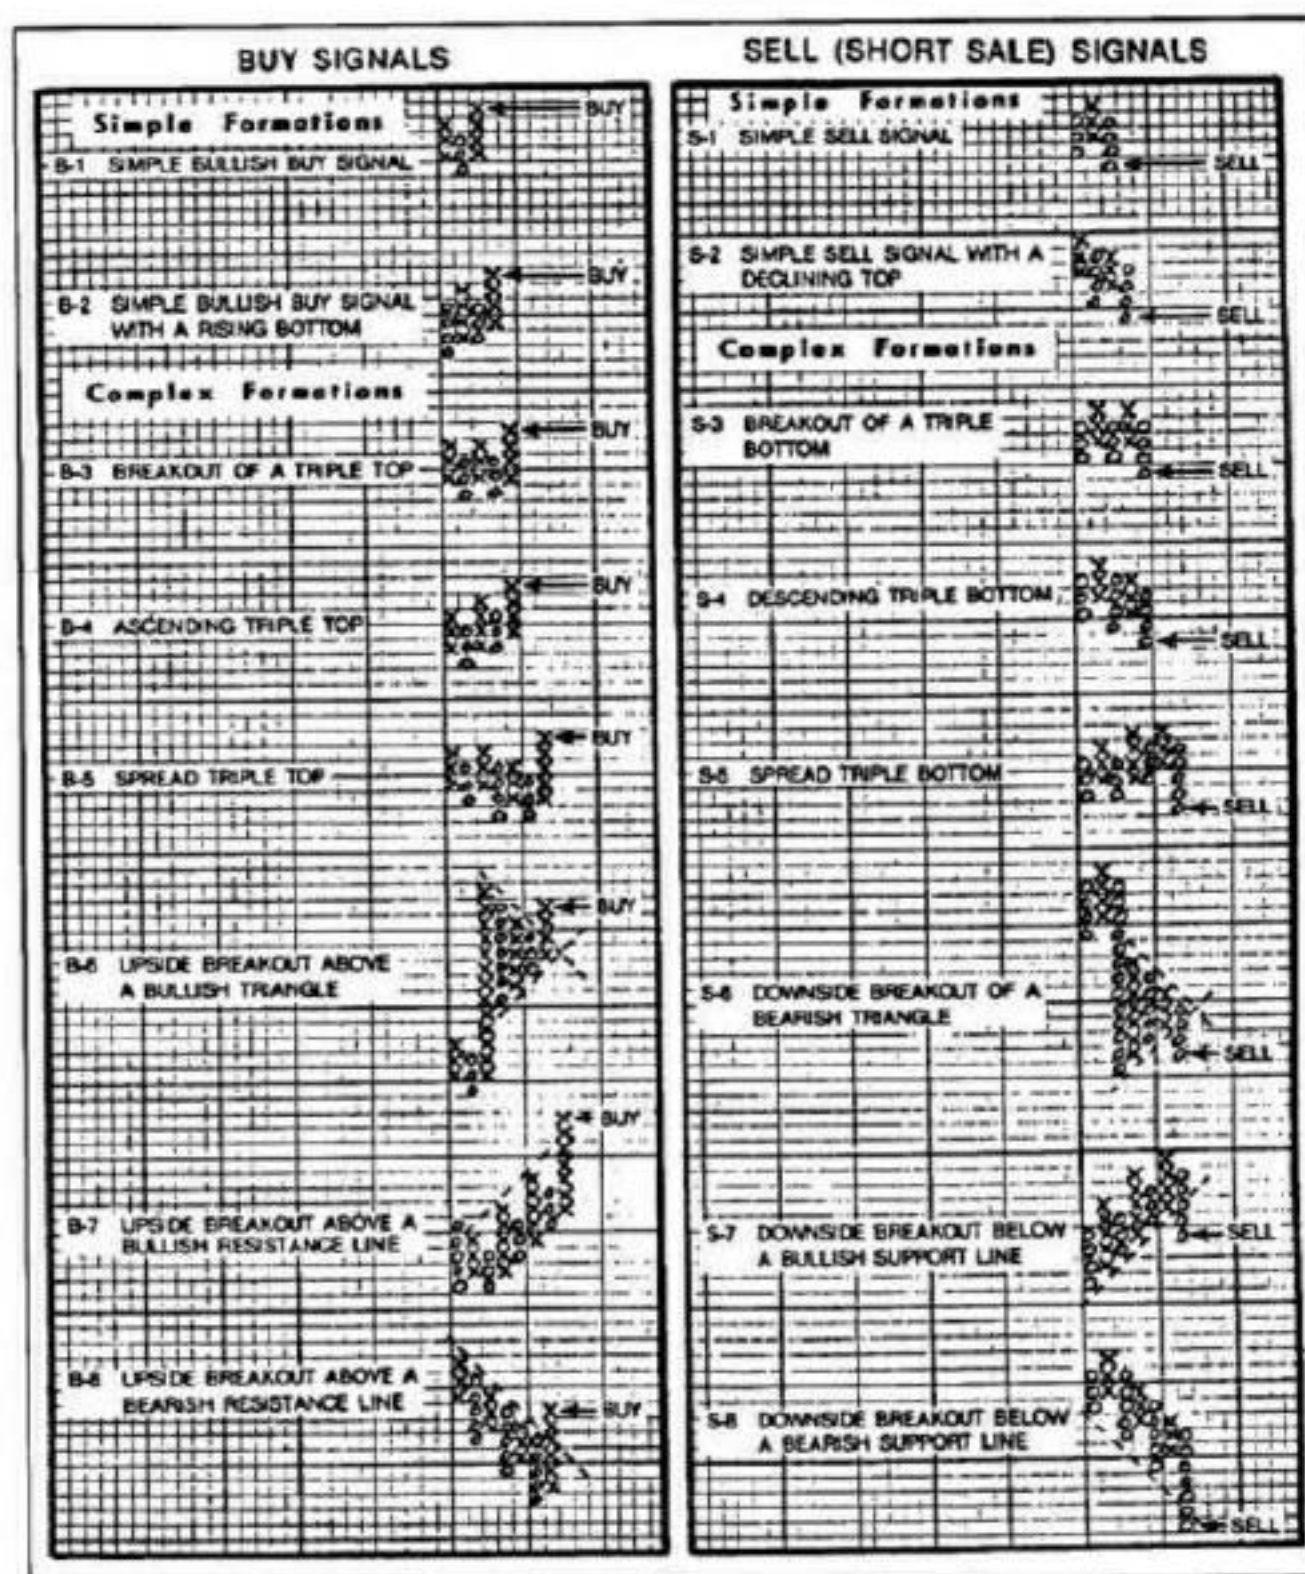 BUY SIGNALS
Simple Formations
BUY
B-1 SIMPLE BULLISH BUY SIGNAL
BUY
B-2 SIMPLE BULLISH BUY SIGNAL
WITH A RISING BOTTOM
Complex Formations
BUY
B-3 BREAKOUT OF A TRIPLE TOP
BUY
B-4 ASCENDING TRIPLE TOP
BUY
B-5 SPREAD TRIPLE TOP
BUY
B-6 UPSIDE BREAKOUT ABOVE
A BULLISH TRIANGLE
BUY
B-7 UPSIDE BREAKOUT ABOVE A
BULLISH RESISTANCE LINE
B-8 UPSIDE BREAKOUT ABOVE A
BEARISH RESISTANCE LINE
BUY
SELL (SHORT SALE) SIGNALS
Simple Formations
S-1 SIMPLE SELL SIGNAL
SELL
S-2 SIMPLE SELL SIGNAL WITH A
DECLINING TOP
SELL
Complex Formations
S-3 BREAKOUT OF A TRIPLE
BOTTOM
SELL
S-4 DESCENDING TRIPLE BOTTOM
SELL
S-5 SPREAD TRIPLE BOTTOM
SELL
S-6 DOWNSIDE BREAKOUT OF A
BEARISH TRIANGLE
SELL
S-7 DOWNSIDE BREAKOUT BELOW
A BULLISH SUPPORT LINE
SELL
S-8 DOWNSIDE BREAKOUT BELOW
A BEARISH SUPPORT LINE
SELL